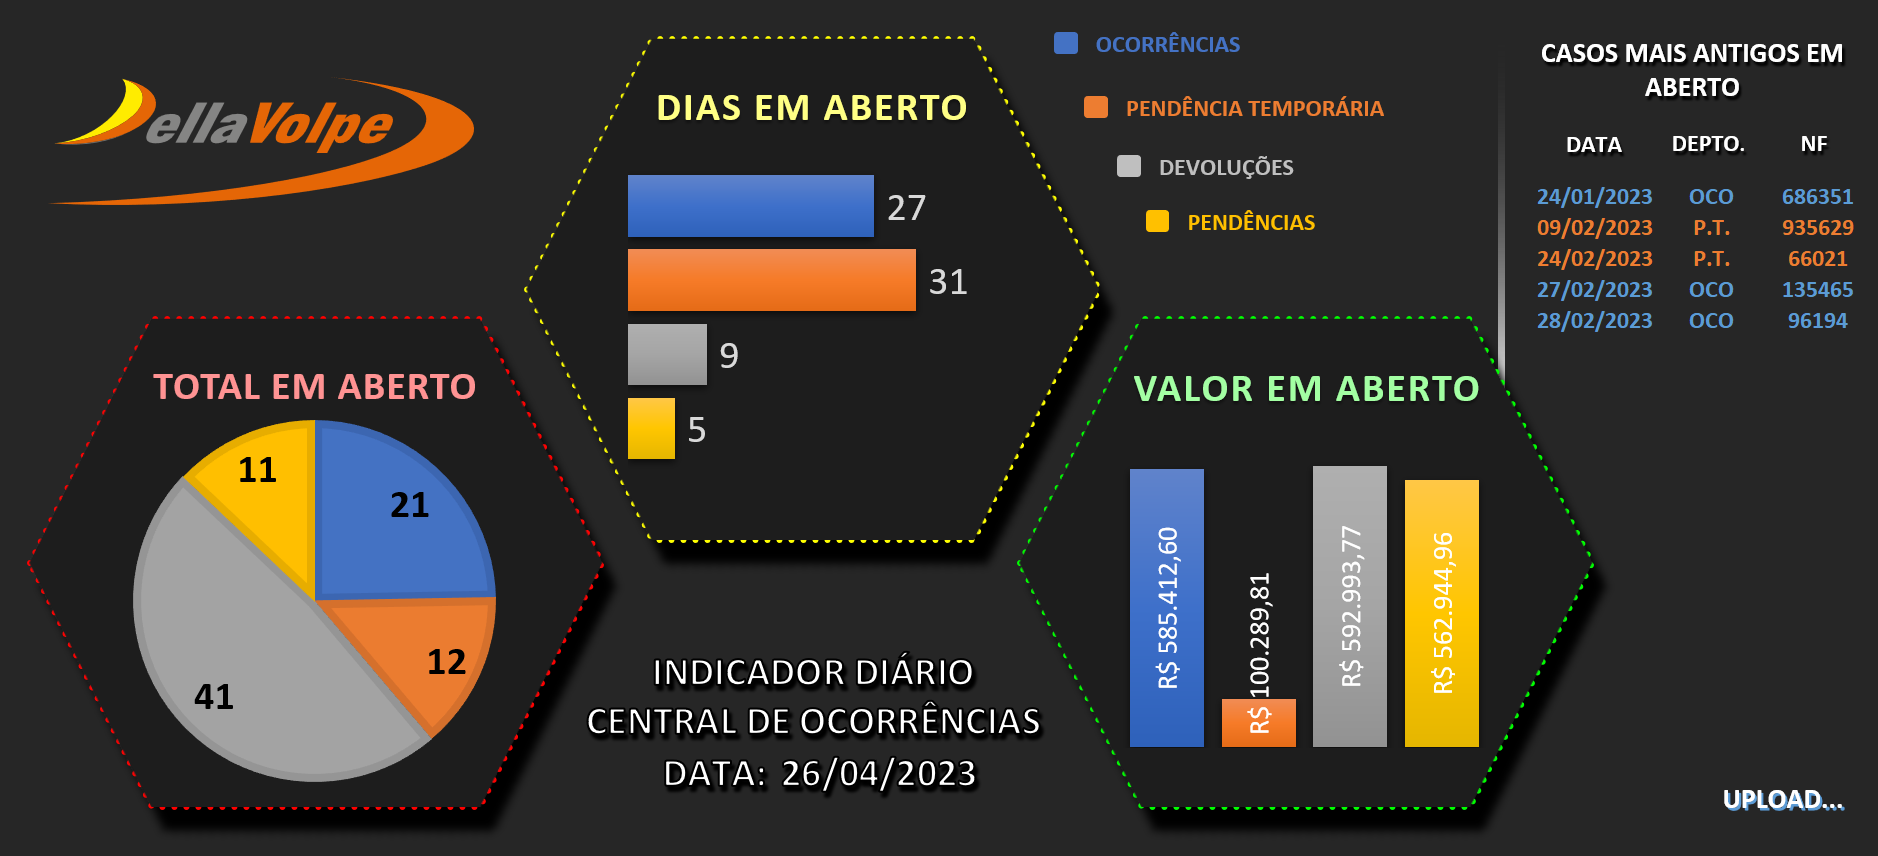 DellaVolpe
DIAS EM ABERTO
27
31
9
5
OCORRÊNCIAS
PENDÊNCIA TEMPORÁRIA
DEVOLUÇÕES
PENDÊNCIAS
CASOS MAIS ANTIGOS EM
ABERTO
DATA DEPTO. NF
24/01/2023 OCO 686351
09/02/2023 P.T. 935629
24/02/2023 P.T. 66021
27/02/2023 OCO 135465
28/02/2023 OCO 96194
TOTAL EM ABERTO
11
21
12
41
INDICADOR DIÁRIO
CENTRAL DE OCORRÊNCIAS
DATA: 26/04/2023
VALOR EM ABERTO
R$ 585.412,60
R$ 100.289,81
R$ 592.993,77
R$ 562.944,96
UPLOAD...